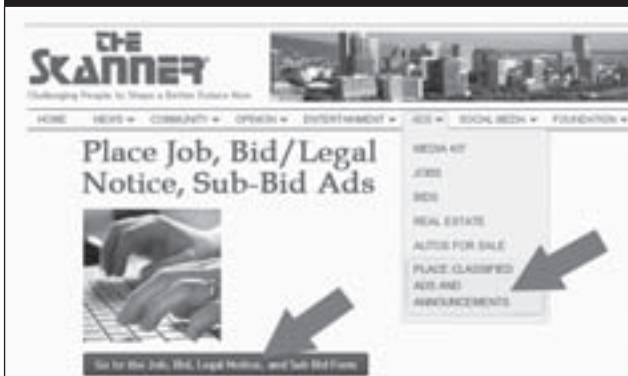 THE
SKANNER
Challenging People to Shape a Better Future Now
HOME NEWS COMMUNITY OPINION ENTERTAINMENT ADS SOCIAL MEDIA FOUNDATION
Place Job, Bid/Legal
Notice, Sub-Bid Ads
MEDIA KIT
JOBS
BIDS
REAL ESTATE
AUTOS FOR SALE
PLACE CLASSIFIED
ADS AND
ANNOUNCEMENTS
Go to the Job, Bid, Legal Notice, and Sub Bid Form